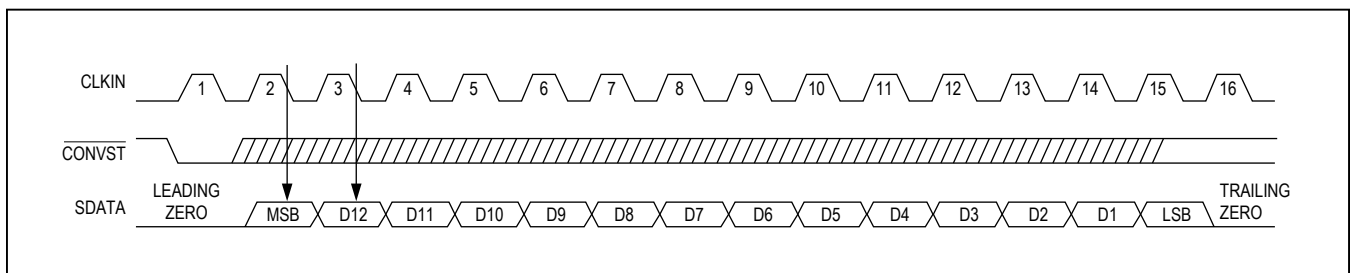 CLKIN 1 2 3 4 5 6 7 8 9 10 11 12 13 14 15 16
CONVST
LEADING ZERO
TRAILING ZERO
SDATA MSB D12 D11 D10 D9 D8 D7 D6 D5 D4 D3 D2 D1 LSB